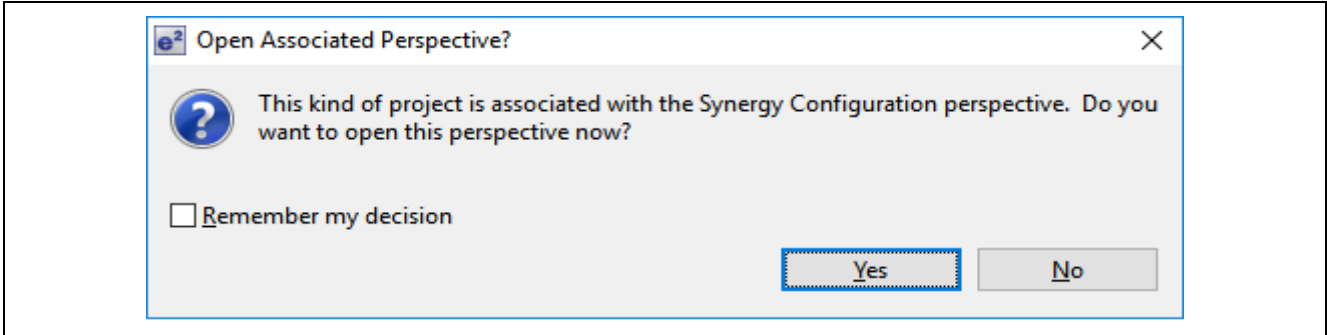 e² Open Associated Perspective?
This kind of project is associated with the Synergy Configuration perspective. Do you
want to open this perspective now?
Remember my decision
Yes No